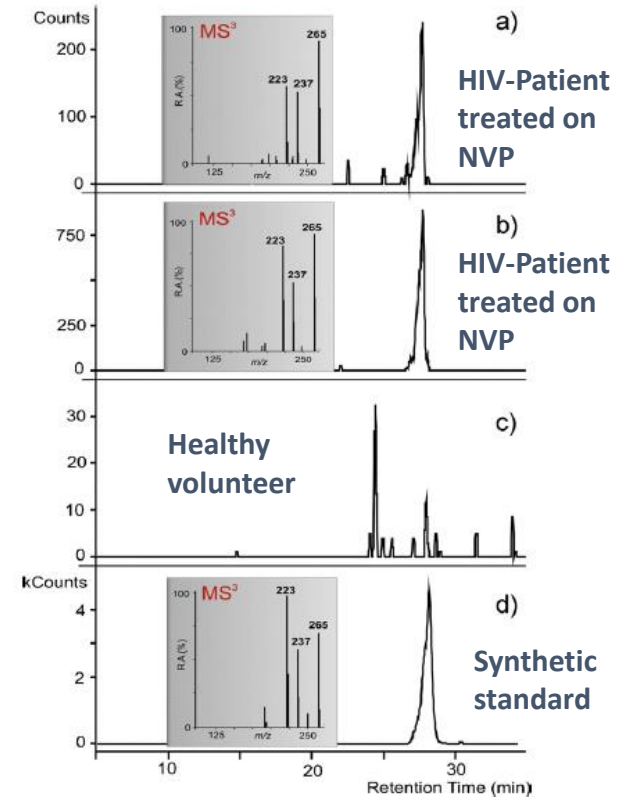 Counts
200
100
0
MS³
100
R.A.(%)
0
223
237
265
125
m/z
250
a)
HIV-Patient
treated on
NVP
750
250
0
MS³
100
R.A.(%)
0
223
237
265
125
m/z
250
b)
HIV-Patient
treated on
NVP
30
20
10
0
Healthy
volunteer
c)
kCounts
4
2
0
MS³
100
R.A.(%)
0
223
237
265
125
m/z
250
d)
Synthetic
standard
10
20
30
Retention Time (min)